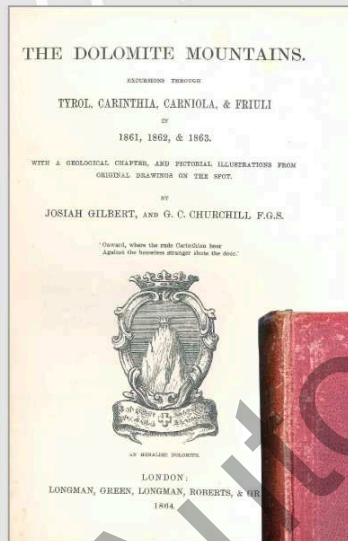 THE DOLOMITE MOUNTAINS.
EXCURSIONS THROUGH
TYROL, CARINTHIA, CARNIOLA, & FRIULI
IN
1861, 1862, & 1863.
WITH A GEOLOGICAL CHAPTER, AND PICTORIAL ILLUSTRATIONS FROM
ORIGINAL DRAWINGS ON THE SPOT.
BY
JOSIAH GILBERT, AND G. C. CHURCHILL F.G.S.
'Onward, where the rude Carinthian boor
Against the houseless stranger shuts the door.'
AN HERALDIC DOLOMITE.
LONDON:
LONGMAN, GREEN, LONGMAN, ROBERTS, & GR
1864.